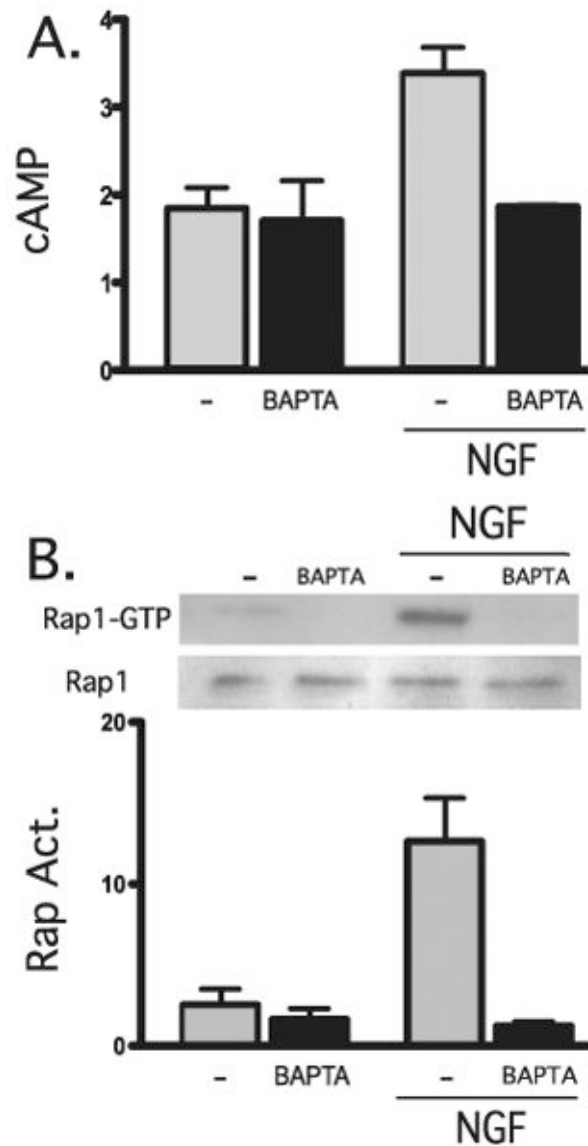 A.
cAMP
4
3
2
1
0
- BAPTA - BAPTA
NGF
NGF
B.
- BAPTA - BAPTA
Rap1-GTP
Rap1
Rap Act.
20
10
0
- BAPTA - BAPTA
NGF